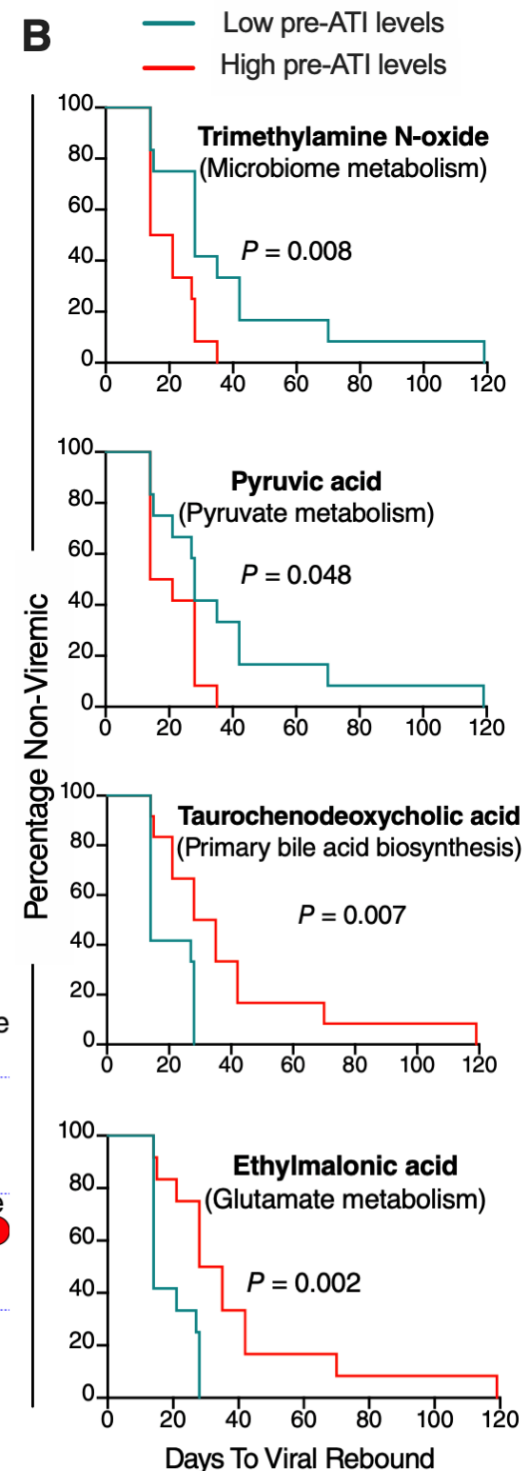 B
Low pre-ATI levels
High pre-ATI levels
Percentage Non-Viremic
Trimethylamine N-oxide
(Microbiome metabolism)
P = 0.008
100
80
60
40
20
0
0 20 40 60 80 100 120
Pyruvic acid
(Pyruvate metabolism)
P = 0.048
100
80
60
40
20
0
0 20 40 60 80 100 120
Taurochenodeoxycholic acid
(Primary bile acid biosynthesis)
P = 0.007
100
80
60
40
20
0
0 20 40 60 80 100 120
Ethylmalonic acid
(Glutamate metabolism)
P = 0.002
100
80
60
40
20
0
0 20 40 60 80 100 120
Days To Viral Rebound
e